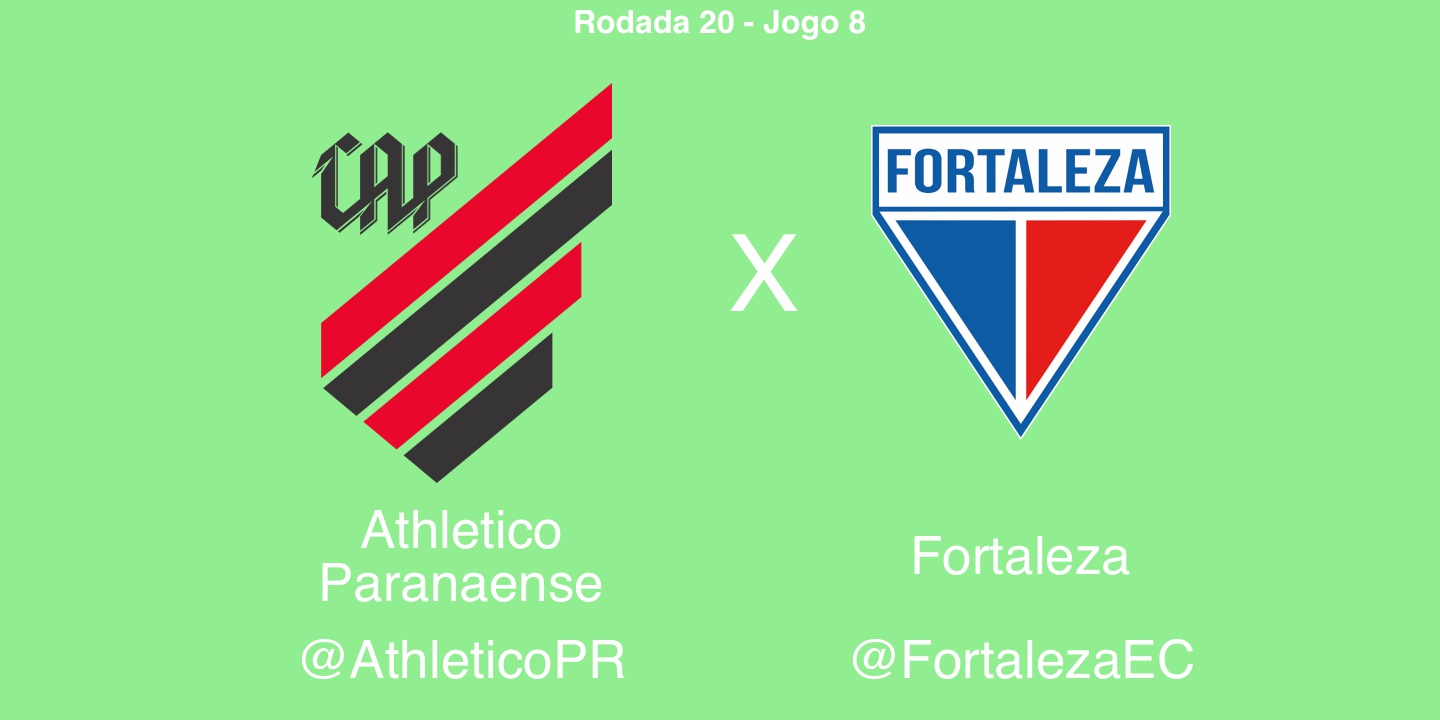 Rodada 20 - Jogo 8
CAP
FORTALEZA
X
Athletico
Paranaense
Fortaleza
@AthleticoPR
@FortalezaEC